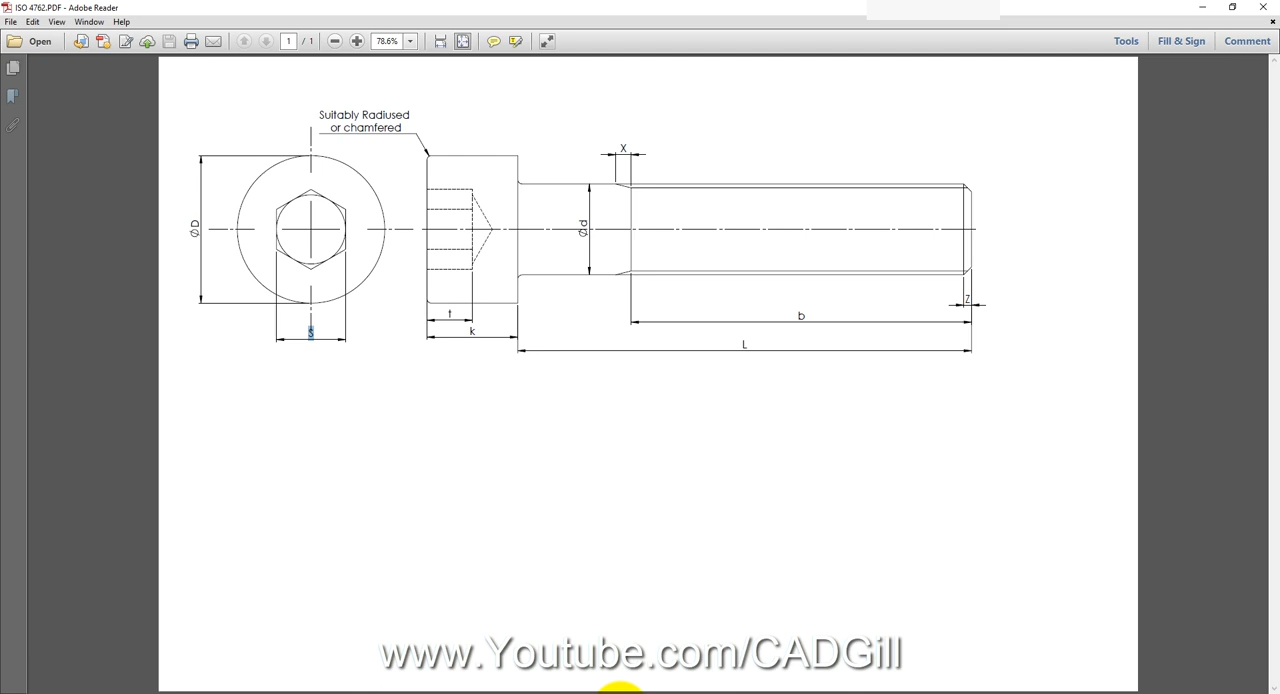 ISO 4762.PDF - Adobe Reader
File Edit View Window Help
Open 1 / 1 78.6% Tools Fill & Sign Comment
Suitably Radiused
or chamfered
X
ØD
Ød
Z
t
b
S
k
L
www.Youtube.com/CADGill